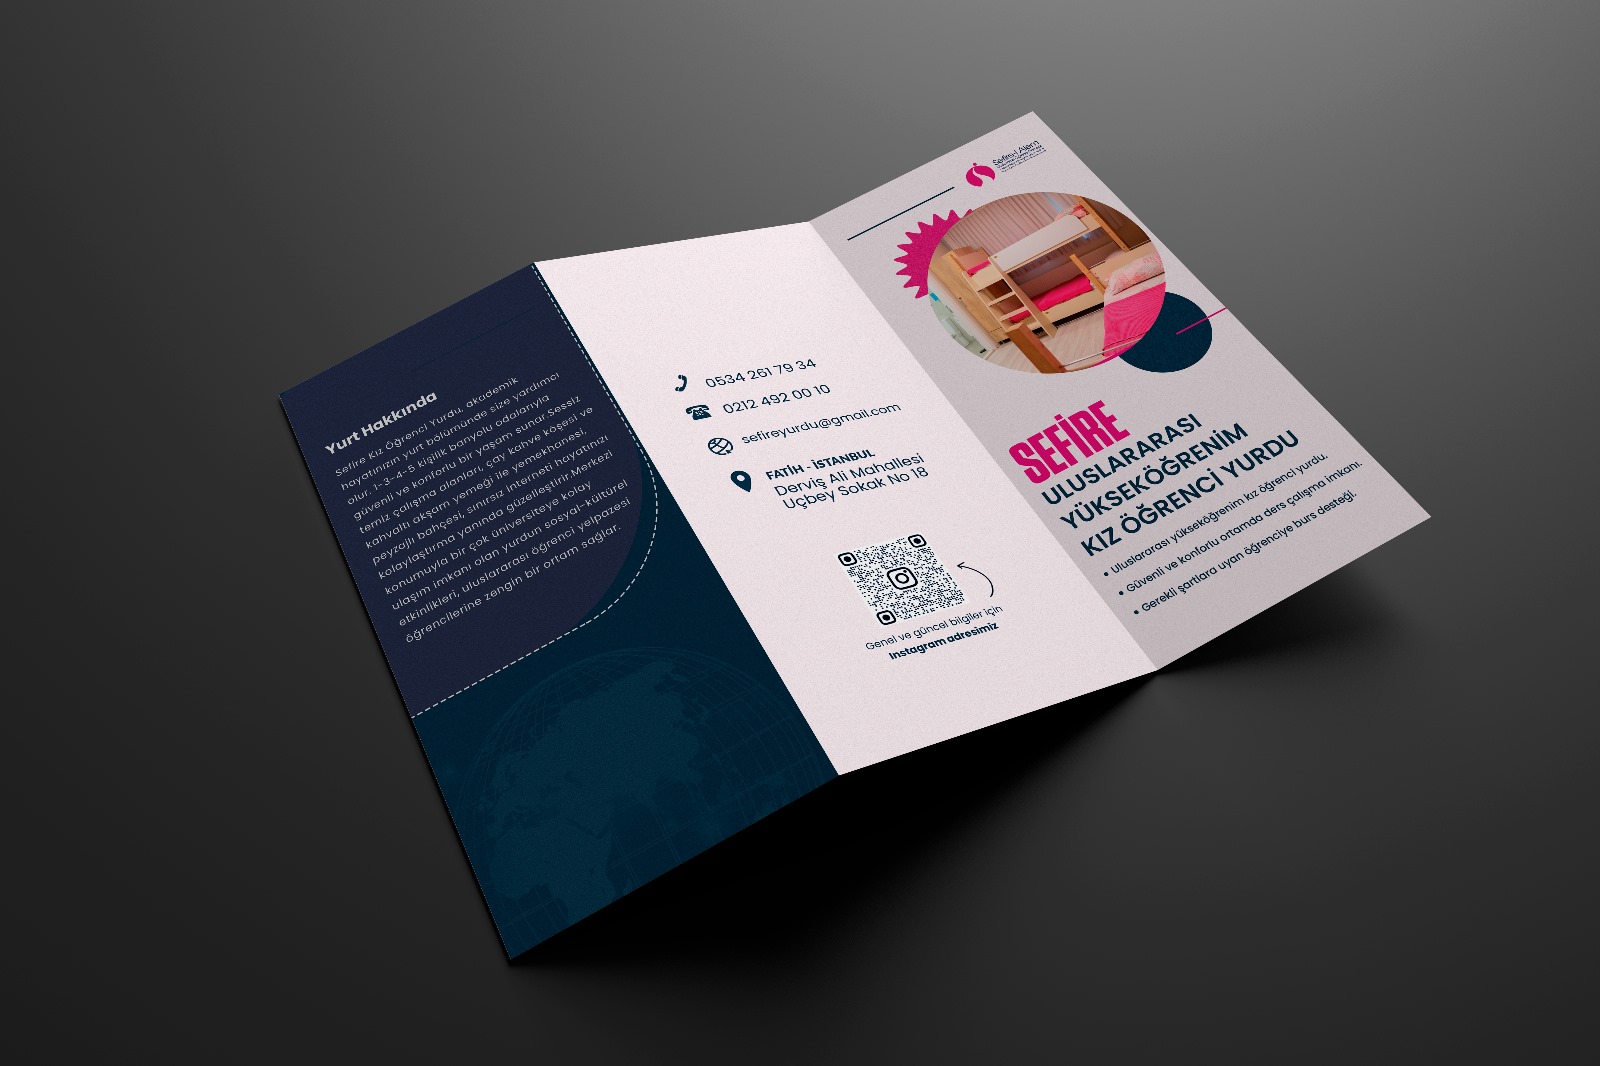 Yurt Hakkında
Sefire Kız Öğrenci Yurdu, akademik
hayatınızın yurt bölümünde size yardımcı
olur. 1-3-4-5 kişilik banyolu odalarıyla
güvenli ve konforlu bir yaşam sunar.Sessiz
temiz çalışma alanları, çay kahve köşesi ve
kahvaltı akşam yemeği ile yemekhanesi,
peyzajlı bahçesi, sınırsız interneti hayatınızı
kolaylaştırma yanında güzelleştirir.Merkezi
konumuyla bir çok üniversiteye kolay
ulaşım imkanı olan yurdun sosyal-kültürel
etkinlikleri, uluslararası öğrenci yelpazesi
öğrencilerine zengin bir ortam sağlar.
0534 261 79 34
0212 492 00 10
sefireyurdu@gmail.com
FATİH - İSTANBUL
Derviş Ali Mahallesi
Uçbey Sokak No 18
Genel ve güncel bilgiler için
Instagram adresimiz
Sefire-i Alem
SEFİRE
ULUSLARARASI
YÜKSEKÖĞRENİM
KIZ ÖĞRENCİ YURDU
• Uluslararası yükseköğrenim kız öğrenci yurdu.
• Güvenli ve konforlu ortamda ders çalışma imkanı.
• Gerekli şartlara uyan öğrenciye burs desteği.